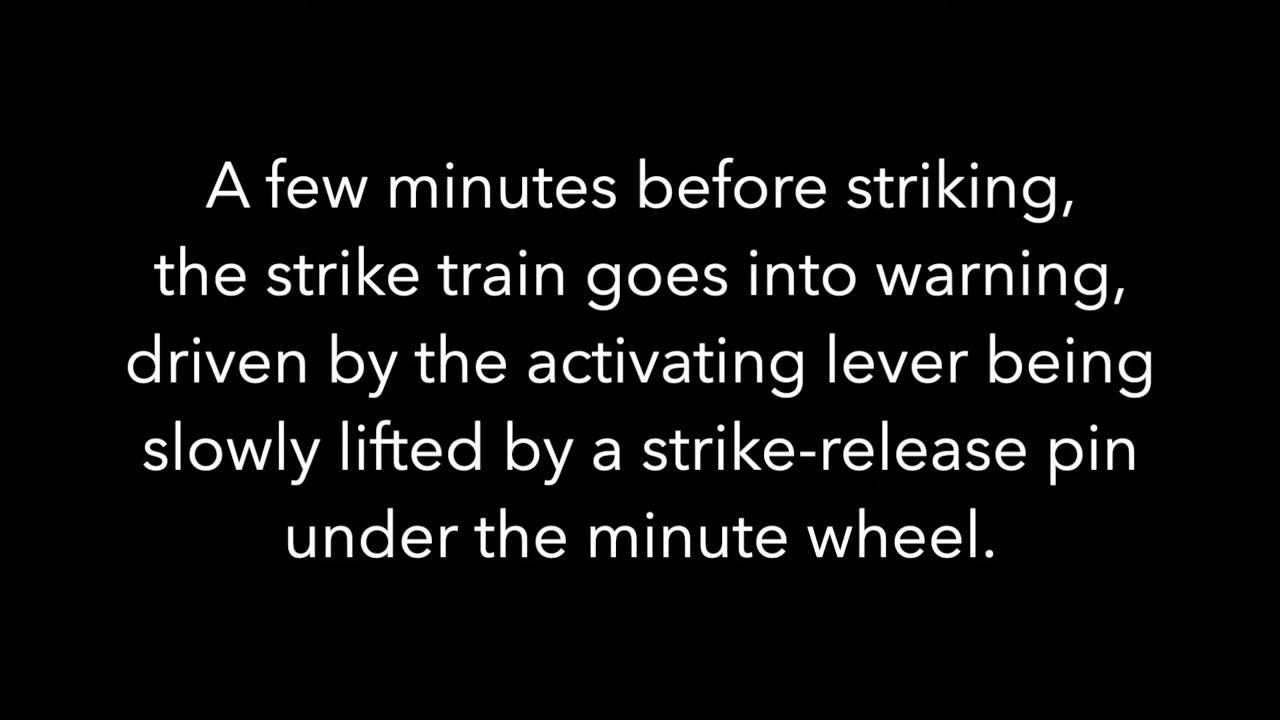 A few minutes before striking,
the strike train goes into warning,
driven by the activating lever being
slowly lifted by a strike-release pin
under the minute wheel.